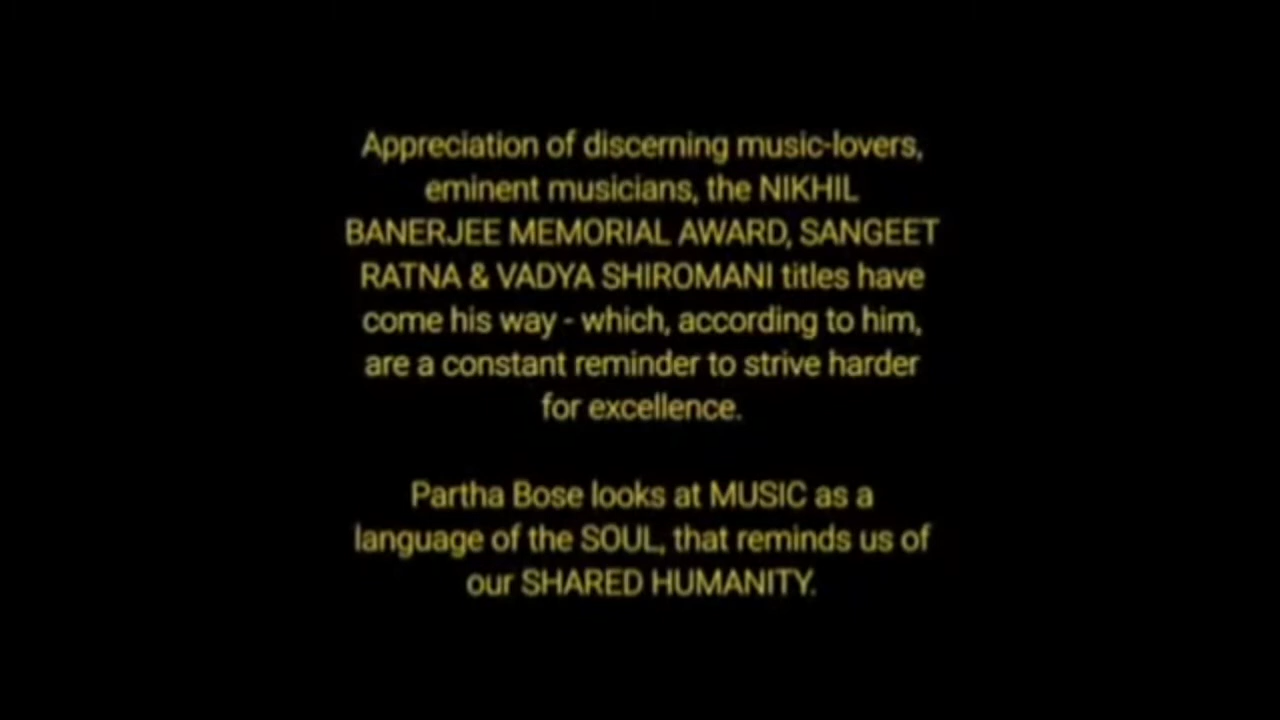 Appreciation of discerning music-lovers,
eminent musicians, the NIKHIL
BANERJEE MEMORIAL AWARD, SANGEET
RATNA & VADYA SHIROMANI titles have
come his way - which, according to him,
are a constant reminder to strive harder
for excellence.
Partha Bose looks at MUSIC as a
language of the SOUL, that reminds us of
our SHARED HUMANITY.